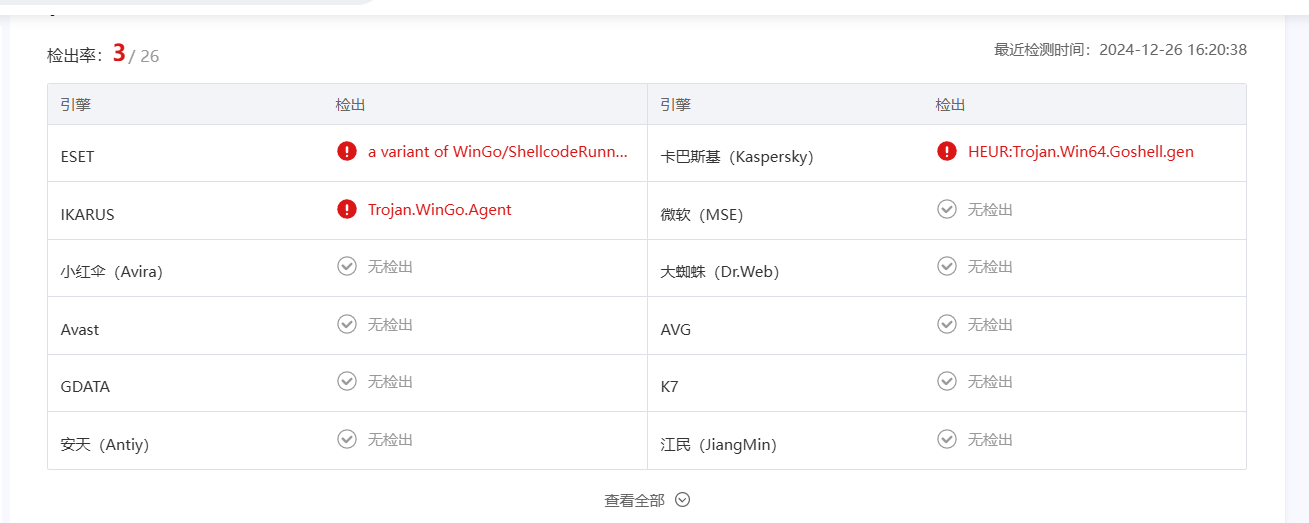 检出率：3 / 26
最近检测时间：2024-12-26 16:20:38
引擎 检出 引擎 检出
ESET a variant of WinGo/ShellcodeRunn... 卡巴斯基（Kaspersky） HEUR:Trojan.Win64.Goshell.gen
IKARUS Trojan.WinGo.Agent 微软（MSE） 无检出
小红伞（Avira） 无检出 大蜘蛛（Dr.Web） 无检出
Avast 无检出 AVG 无检出
GDATA 无检出 K7 无检出
安天（Antiy） 无检出 江民（JiangMin） 无检出
查看全部